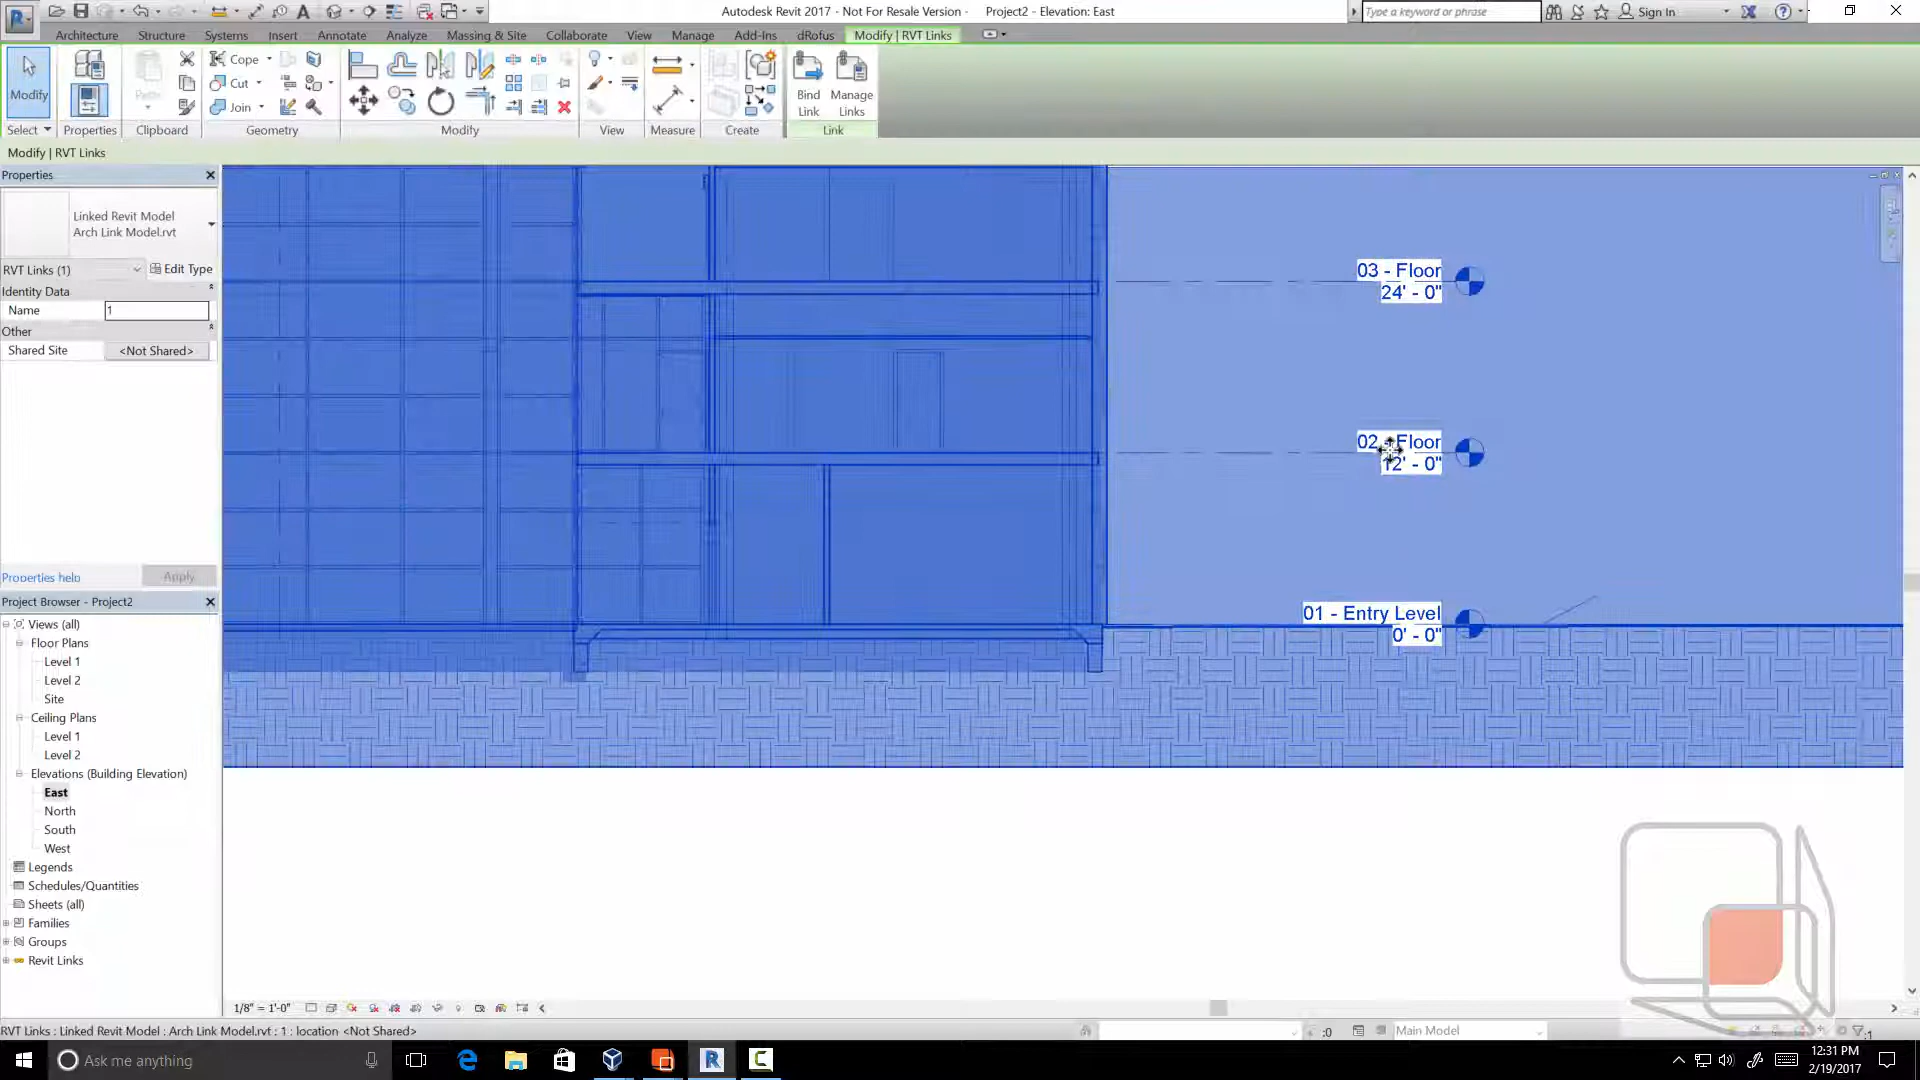 Autodesk Revit 2017 - Not For Resale Version - Project2 - Elevation: East
Type a keyword or phrase
Sign In
Architecture Structure Systems Insert Annotate Analyze Massing & Site Collaborate View Manage Add-Ins dRofus Modify | RVT Links
Modify
Paste
Cope
Cut
Join
Bind
Link
Manage
Links
Select Properties Clipboard Geometry Modify View Measure Create Link
Modify | RVT Links
Properties
Linked Revit Model
Arch Link Model.rvt
RVT Links (1)
Edit Type
Identity Data
Name 1
Other
Shared Site <Not Shared>
Properties help
Apply
Project Browser - Project2
Views (all)
Floor Plans
Level 1
Level 2
Site
Ceiling Plans
Level 1
Level 2
Elevations (Building Elevation)
East
North
South
West
Legends
Schedules/Quantities
Sheets (all)
Families
Groups
Revit Links
03 - Floor
24' - 0"
02 - Floor
12' - 0"
01 - Entry Level
0' - 0"
1/8" = 1'-0"
RVT Links : Linked Revit Model : Arch Link Model.rvt : 1 : location <Not Shared>
:0
Main Model
:1
Ask me anything
12:31 PM
2/19/2017